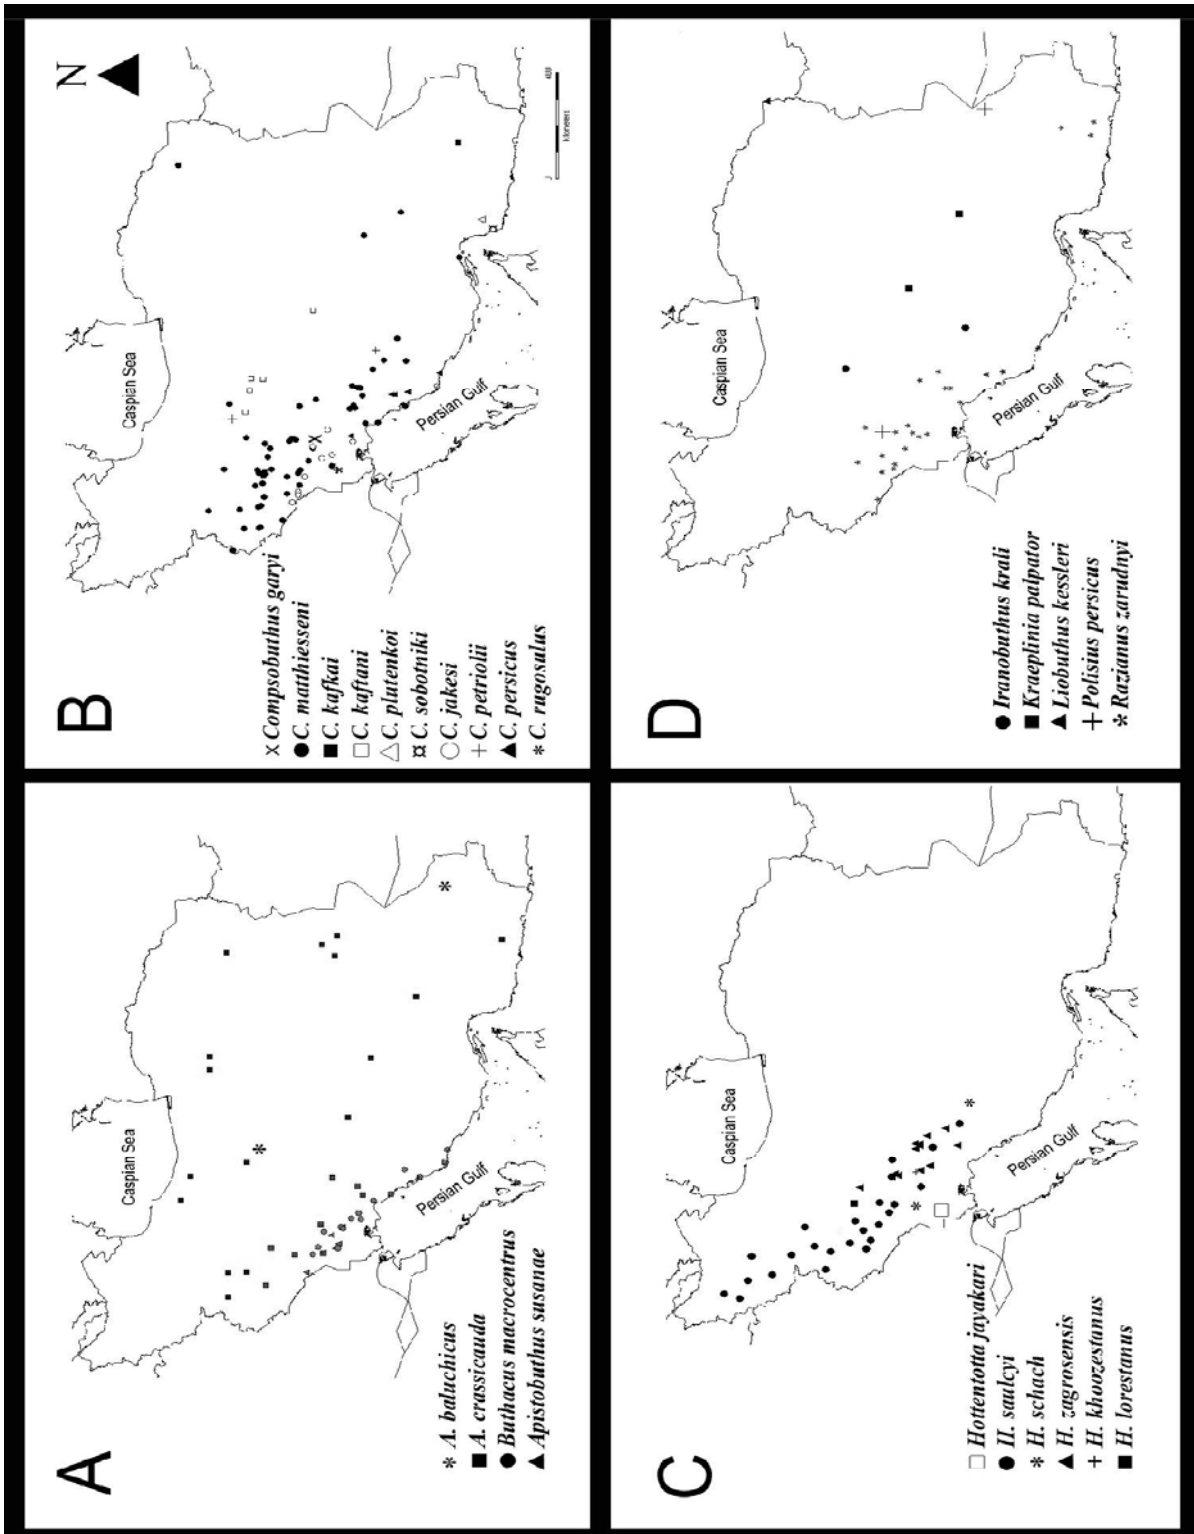 A
Caspian Sea
Persian Gulf
* A. baluchicus
■ A. crassicauda
● Buthacus macrocentrus
▲ Apistobuthus susanae
B
N
Caspian Sea
Persian Gulf
Kilometers
x Compsobuthus garyi
● C. matthiesseni
■ C. kafkai
□ C. kaftani
△ C. plutenkoi
¤ C. sobotniki
○ C. jakesi
+ C. petriolii
▲ C. persicus
* C. rugosulus
C
Caspian Sea
Persian Gulf
□ Hottentotta jayakari
● H. saulcyi
* H. schach
▲ H. zagrosensis
+ H. khoozestanus
■ H. lorestanus
D
Caspian Sea
Persian Gulf
● Iranobuthus krali
■ Kraeplinia palpator
▲ Liobuthus kessleri
+ Polisius persicus
* Razianus zarudnyi